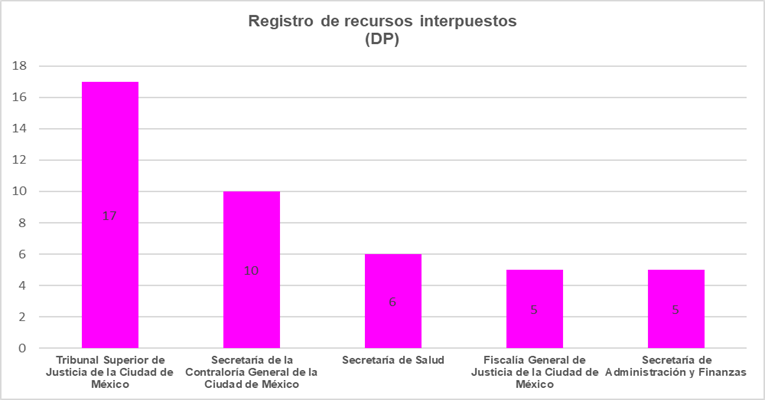 Registro de recursos interpuestos
(DP)
18
16
14
12
10
8
6
4
2
0
17
10
6
5
5
Tribunal Superior de
Justicia de la Ciudad de
México
Secretaría de la
Contraloría General de la
Ciudad de México
Secretaría de Salud
Fiscalía General de
Justicia de la Ciudad de
México
Secretaría de
Administración y Finanzas